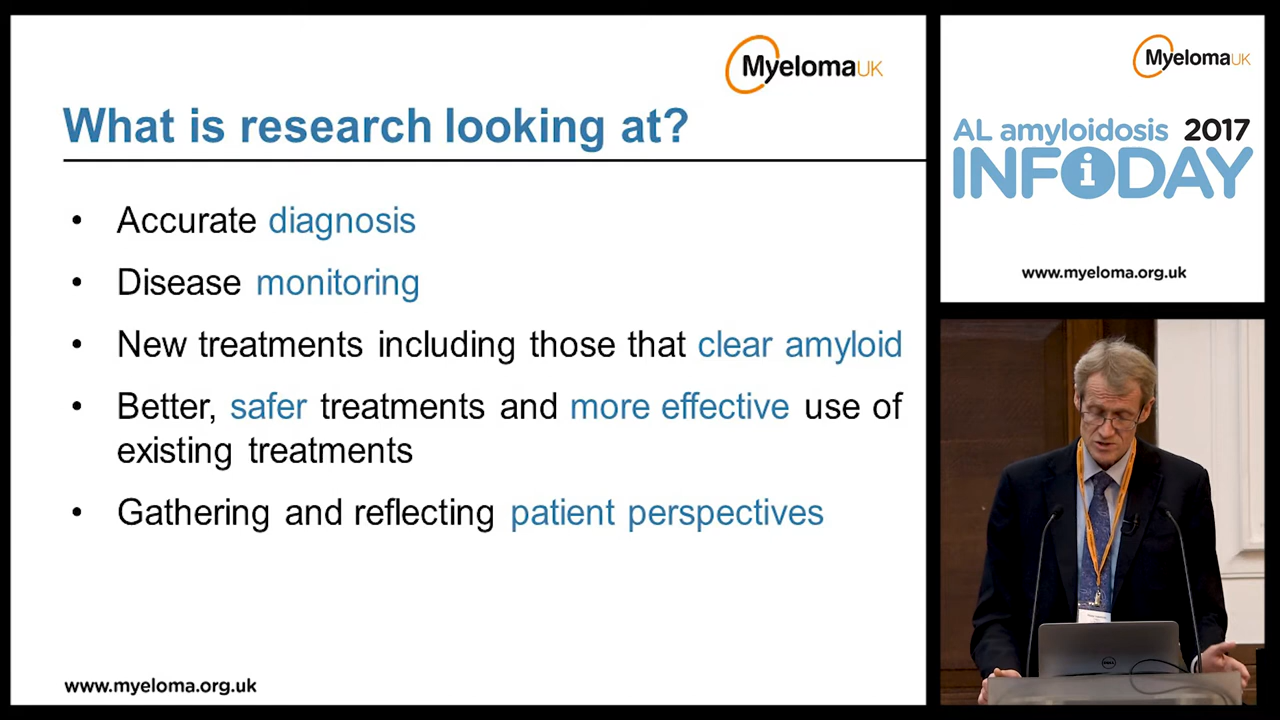 MyelomaUK
What is research looking at?
• Accurate diagnosis
• Disease monitoring
• New treatments including those that clear amyloid
• Better, safer treatments and more effective use of
existing treatments
• Gathering and reflecting patient perspectives
www.myeloma.org.uk
MyelomaUK
AL amyloidosis 2017
INFODAY
www.myeloma.org.uk
DELL